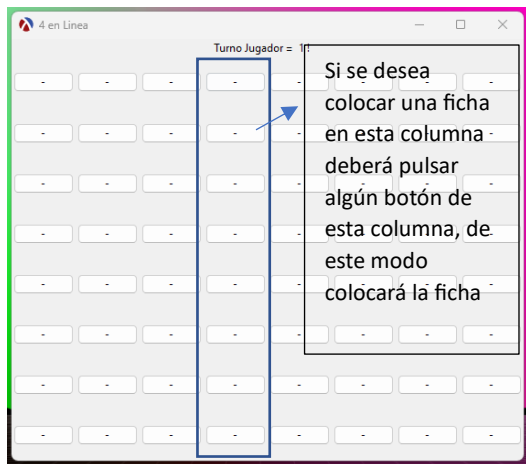 4 en Linea
Turno Jugador = 1!
- - - - - - - -
- - - - - - - -
- - - - - - - -
- - - - - - - -
- - - - - - - -
- - - - - - - -
- - - - - - - -
- - - - - - - -
Si se desea
colocar una ficha
en esta columna
deberá pulsar
algún botón de
esta columna, de
este modo
colocará la ficha